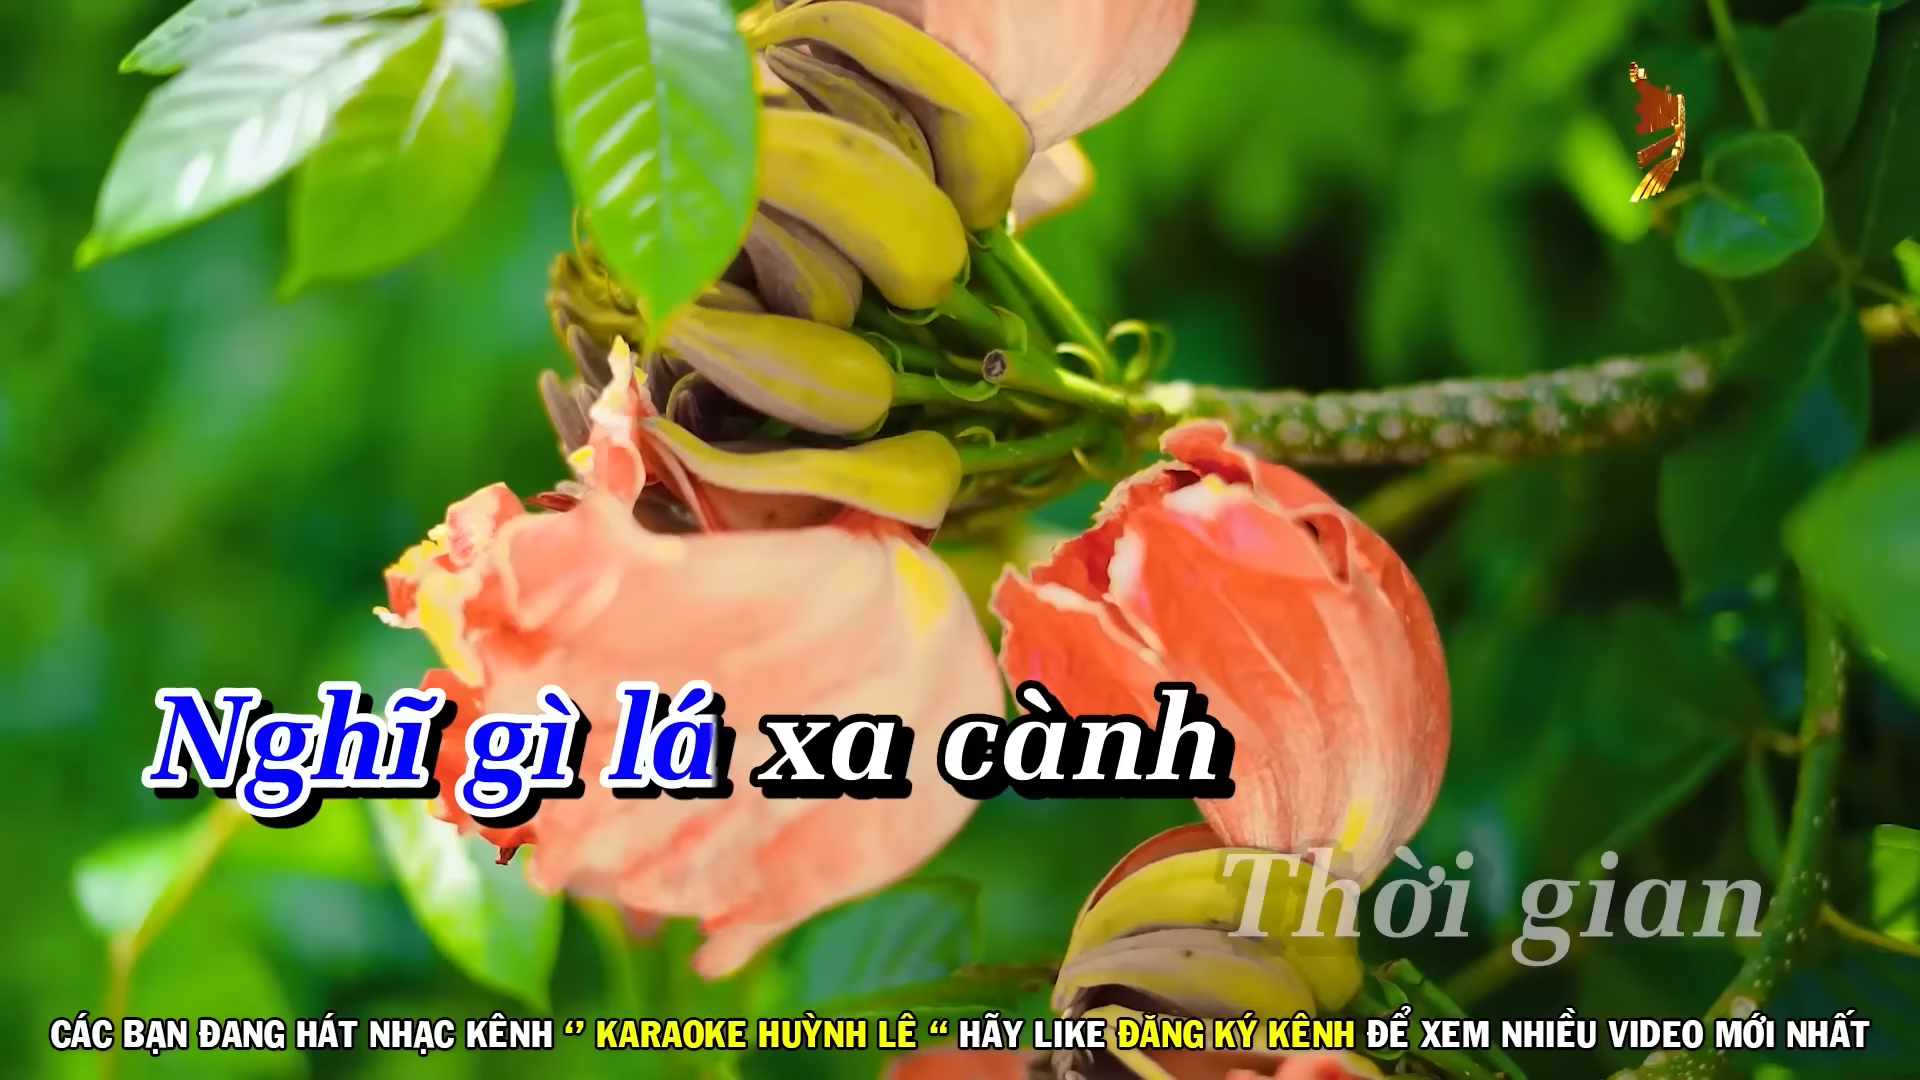 Nghĩ gì lá xa cành
Thời gian
CÁC BẠN ĐANG HÁT NHẠC KÊNH ‘’ KARAOKE HUỲNH LÊ “ HÃY LIKE ĐĂNG KÝ KÊNH ĐỂ XEM NHIỀU VIDEO MỚI NHẤT